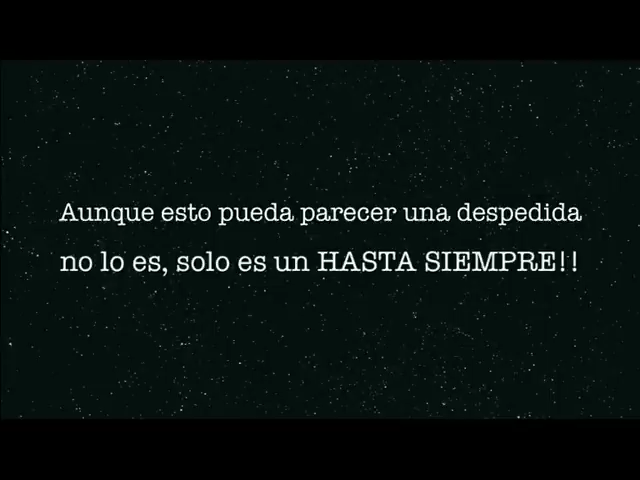 Aunque esto pueda parecer una despedida
no lo es, solo es un HASTA SIEMPRE!!